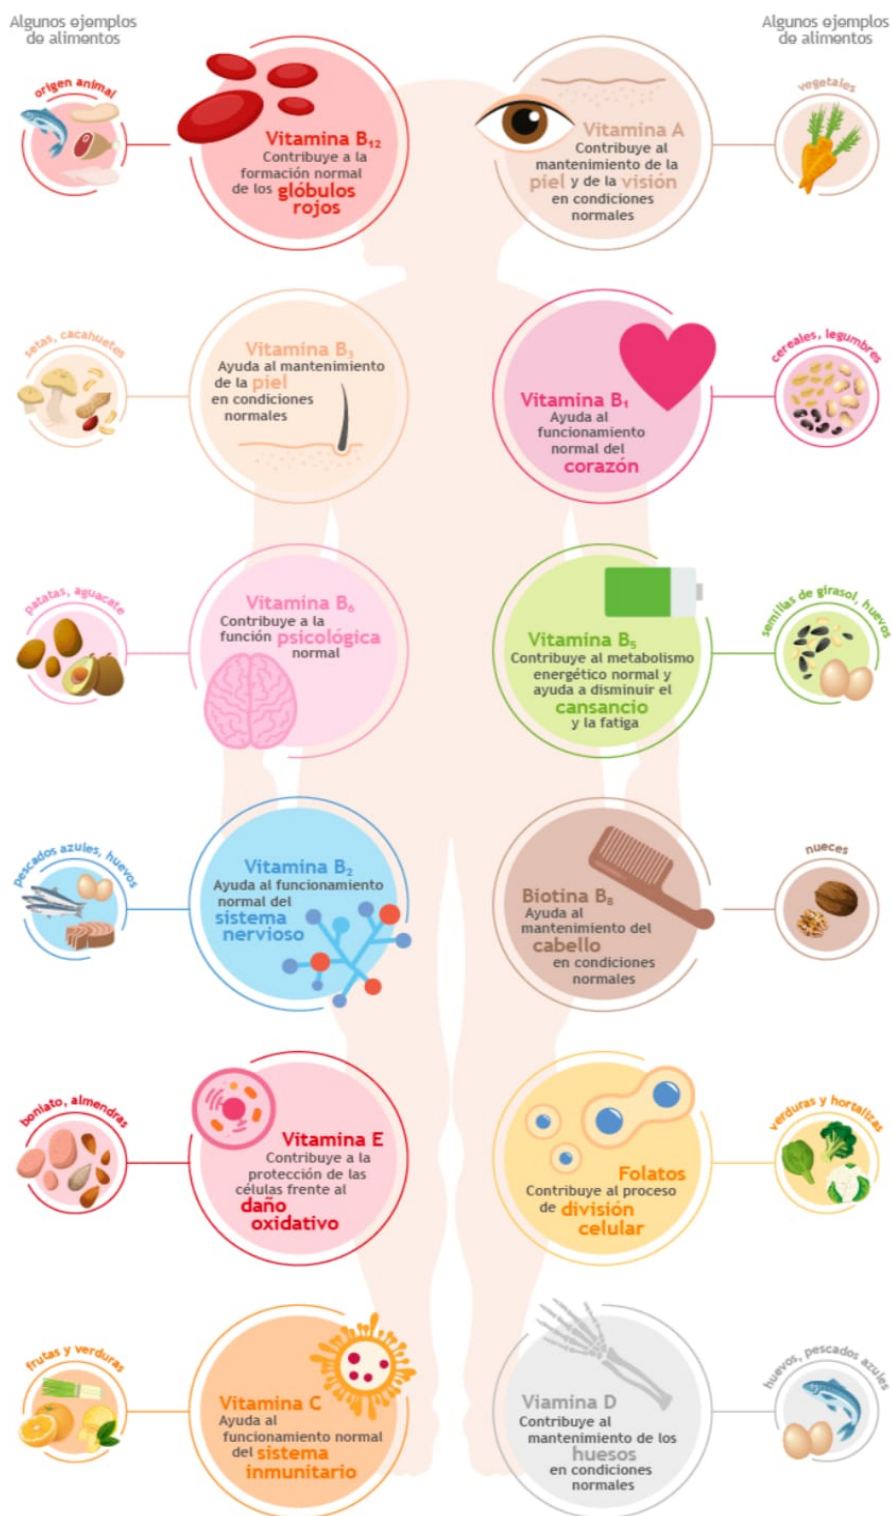 Algunos ejemplos
de alimentos
Algunos ejemplos
de alimentos
origen animal
Vitamina B₁₂
Contribuye a la
formación normal
de los glóbulos
rojos
Vitamina A
Contribuye al
mantenimiento de la
piel y de la visión
en condiciones
normales
vegetales
setas, cacahuetes
Vitamina B₃
Ayuda al mantenimiento
de la piel
en condiciones
normales
Vitamina B₁
Ayuda al
funcionamiento
normal del
corazón
cereales, legumbres
patatas, aguacate
Vitamina B₆
Contribuye a la
función psicológica
normal
Vitamina B₅
Contribuye al metabolismo
energético normal y
ayuda a disminuir el
cansancio
y la fatiga
semillas de girasol, huevos
pescados azules, huevos
Vitamina B₂
Ayuda al funcionamiento
normal del
sistema
nervioso
Biotina B₈
Ayuda al
mantenimiento del
cabello
en condiciones
normales
nueces
boniato, almendras
Vitamina E
Contribuye a la
protección de las
células frente al
daño
oxidativo
Folatos
Contribuye al proceso
de división
celular
verduras y hortalizas
frutas y verduras
Vitamina C
Ayuda al
funcionamiento normal
del sistema
inmunitario
Viamina D
Contribuye al
mantenimiento de los
huesos
en condiciones
normales
huevos, pescados azules